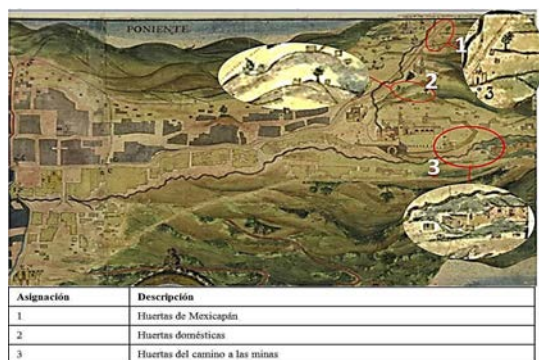 PONIENTE
1
2
3
3
Asignación Descripción
1 Huertas de Mexicapán
2 Huertas domésticas
3 Huertas del camino a las minas